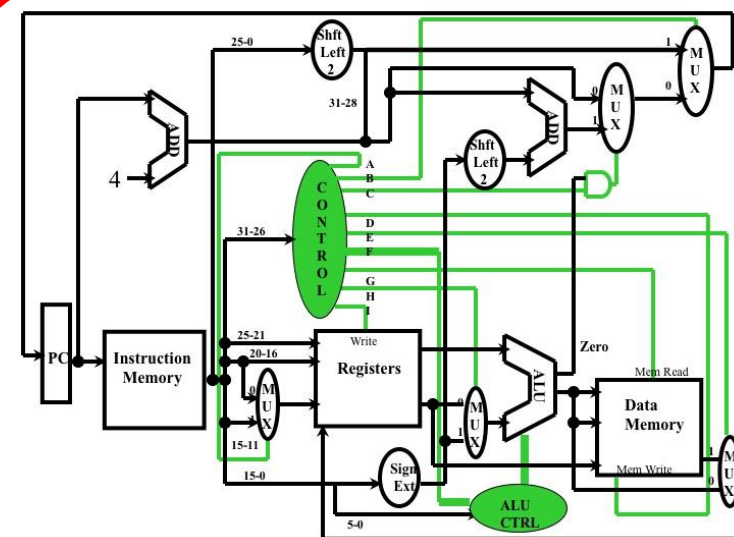 25-0
Shft
Left
2
1
M
U
X
0
31-28
ADD
4
ADD
0
M
U
X
1
Shft
Left
2
A
B
C
C
O
N
T
R
O
L
31-26
D
E
F
G
H
I
PC
Instruction
Memory
25-21
20-16
0
M
U
X
15-11
Write
Registers
0
M
U
X
1
ALU
Zero
Mem Read
Data
Memory
Mem Write
1
M
U
X
0
15-0
Sign
Ext
5-0
ALU
CTRL